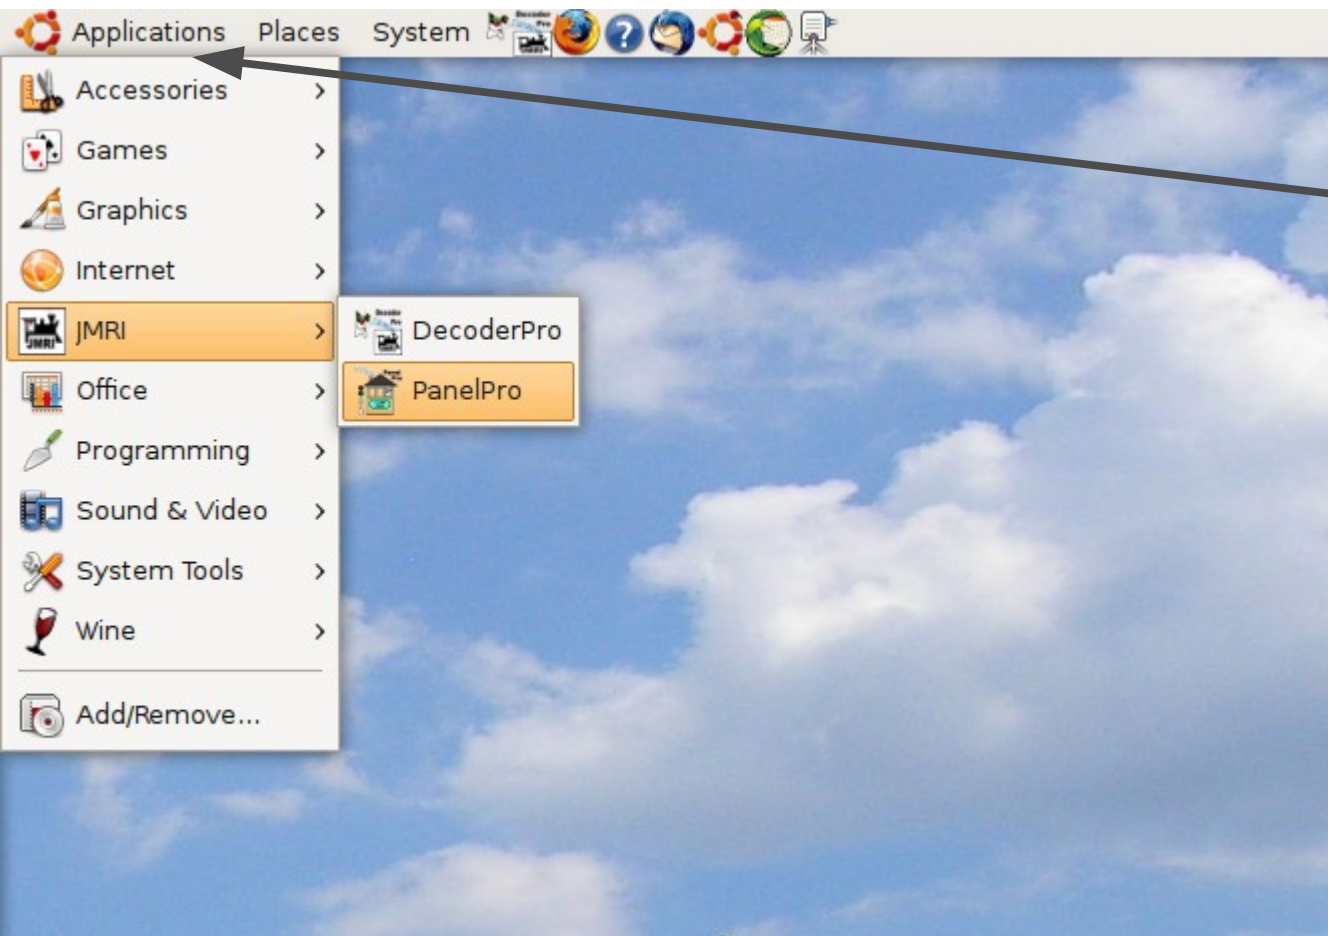 Applications Places System
Accessories
Games
Graphics
Internet
JMRI
DecoderPro
Office
PanelPro
Programming
Sound & Video
System Tools
Wine
Add/Remove...